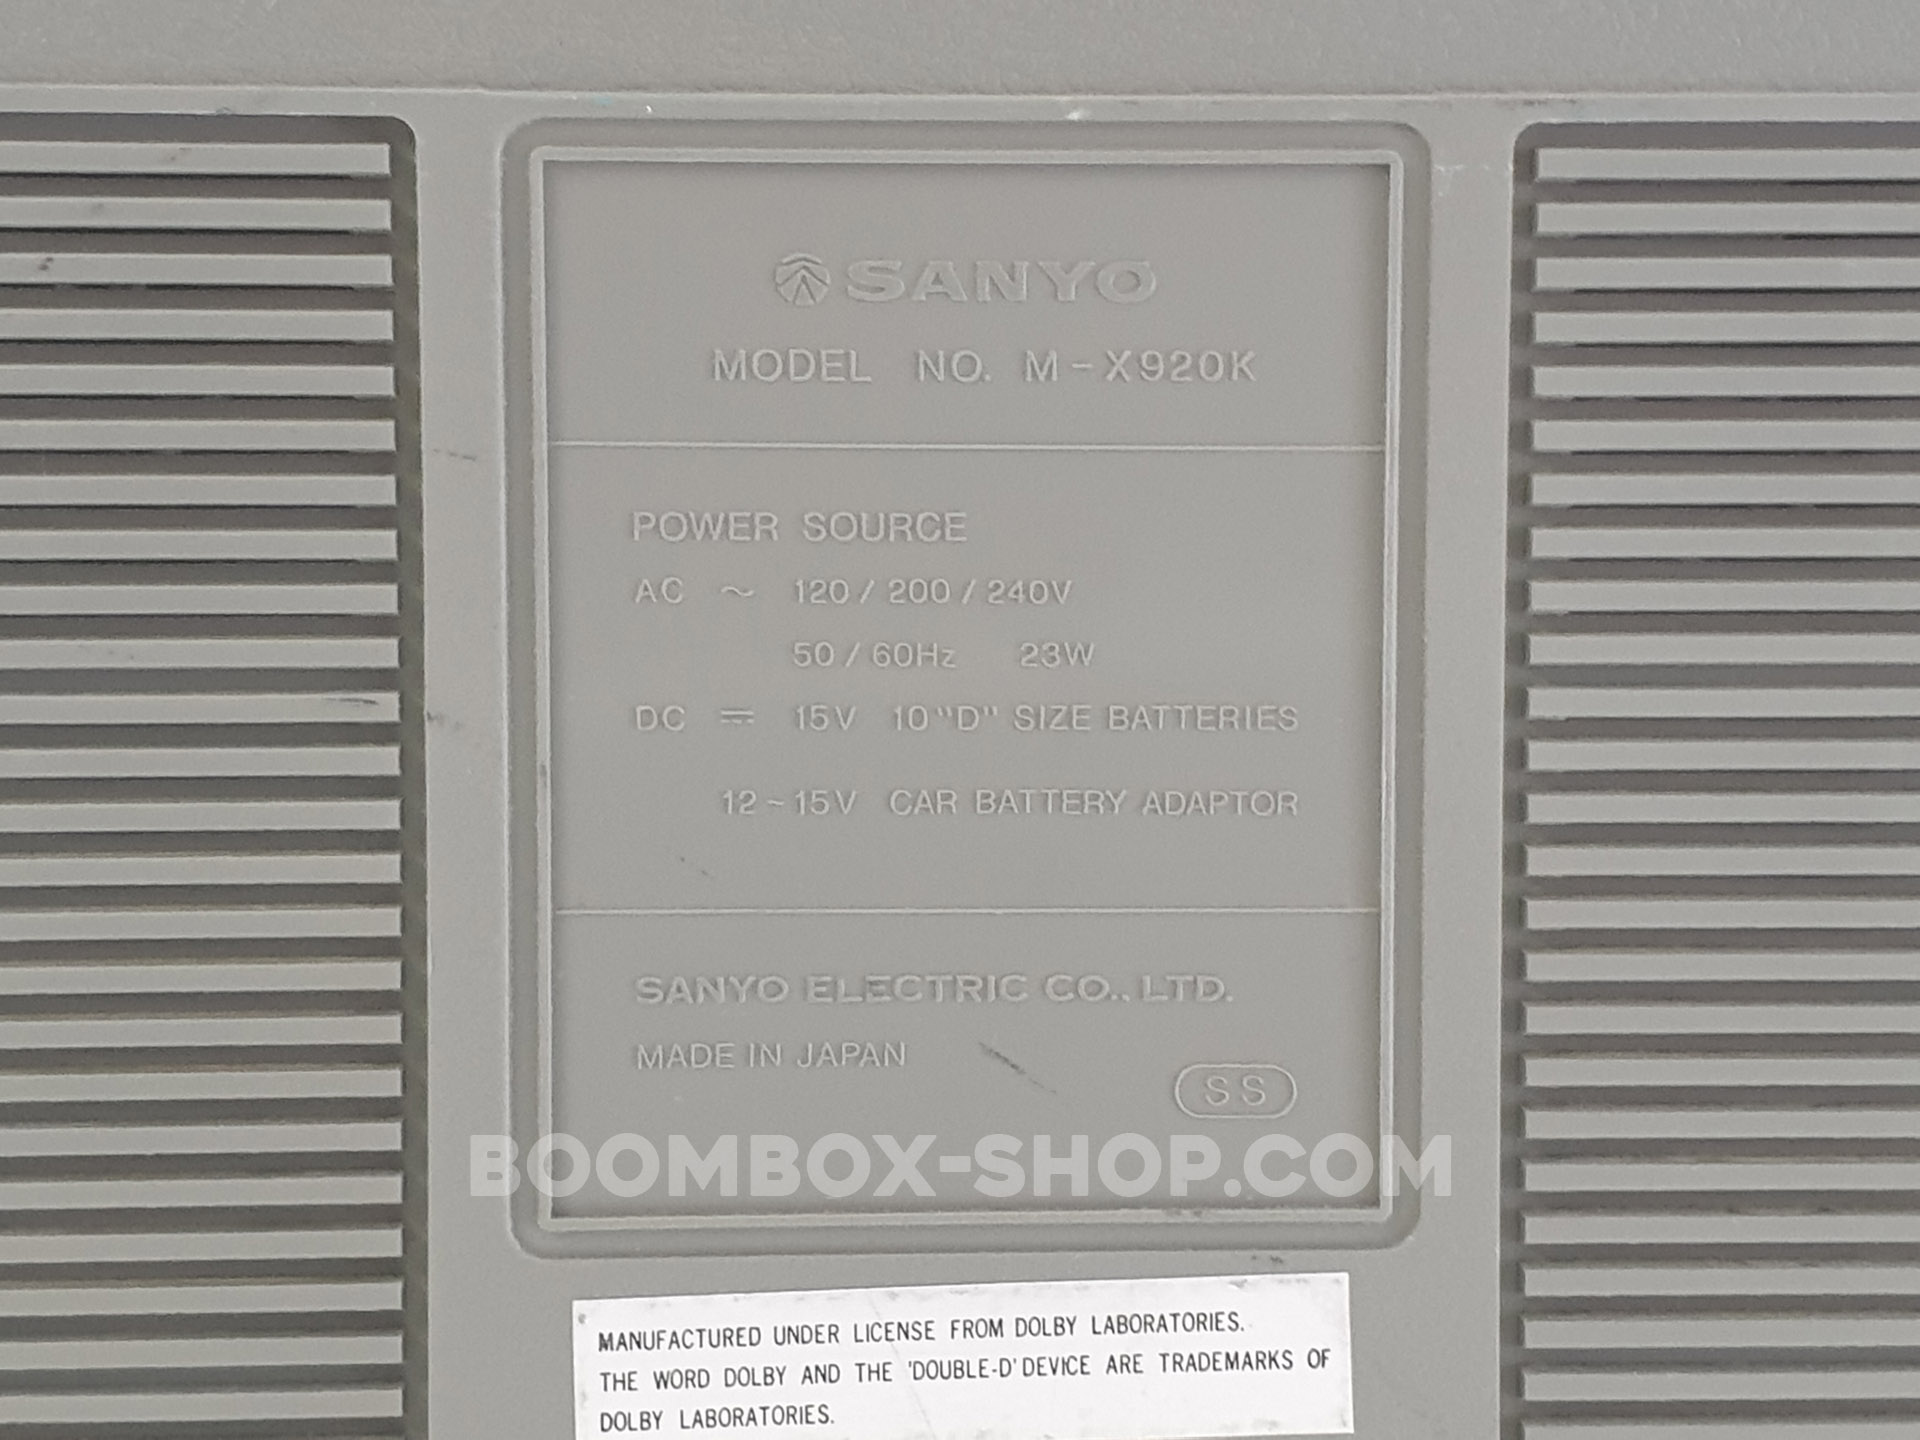 SANYO
MODEL NO. M-X920K
POWER SOURCE
AC ~ 120 / 200 / 240V
50 / 60Hz 23W
DC ⎓ 15V 10 "D" SIZE BATTERIES
12~15V CAR BATTERY ADAPTOR
SANYO ELECTRIC CO., LTD.
MADE IN JAPAN
SS
BOOMBOX-SHOP.COM
MANUFACTURED UNDER LICENSE FROM DOLBY LABORATORIES.
THE WORD DOLBY AND THE 'DOUBLE-D' DEVICE ARE TRADEMARKS OF
DOLBY LABORATORIES.